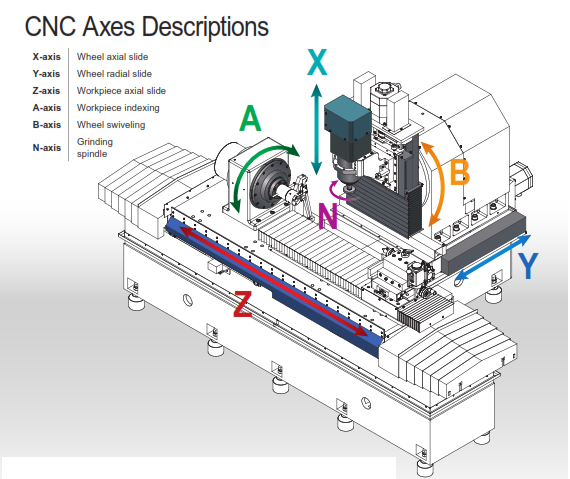 CNC Axes Descriptions
X-axis Wheel axial slide
Y-axis Wheel radial slide
Z-axis Workpiece axial slide
A-axis Workpiece indexing
B-axis Wheel swiveling
N-axis Grinding spindle
X
A
B
N
Y
Z